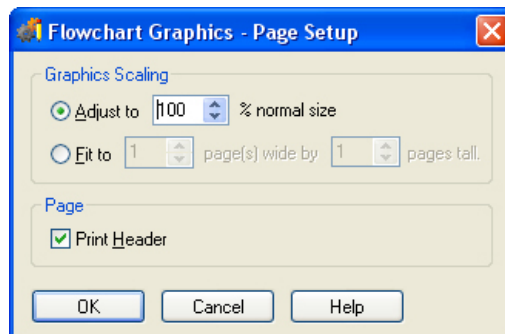 Flowchart Graphics - Page Setup
Graphics Scaling
Adjust to 100 % normal size
Fit to 1 page(s) wide by 1 pages tall.
Page
Print Header
OK Cancel Help